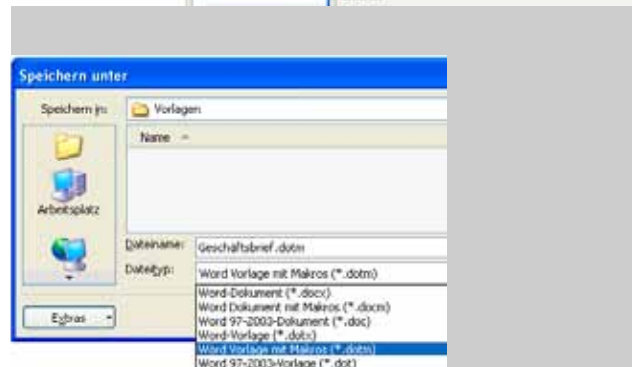 Speichern unter
Speichern in:
Vorlagen
Name
Arbeitsplatz
Dateiname:
Geschäftsbrief.dotm
Dateityp:
Word Vorlage mit Makros (*.dotm)
Word-Dokument (*.docx)
Word Dokument mit Makros (*.docm)
Word 97-2003-Dokument (*.doc)
Word-Vorlage (*.dotx)
Word Vorlage mit Makros (*.dotm)
Word 97-2003-Vorlage (*.dot)
Extras